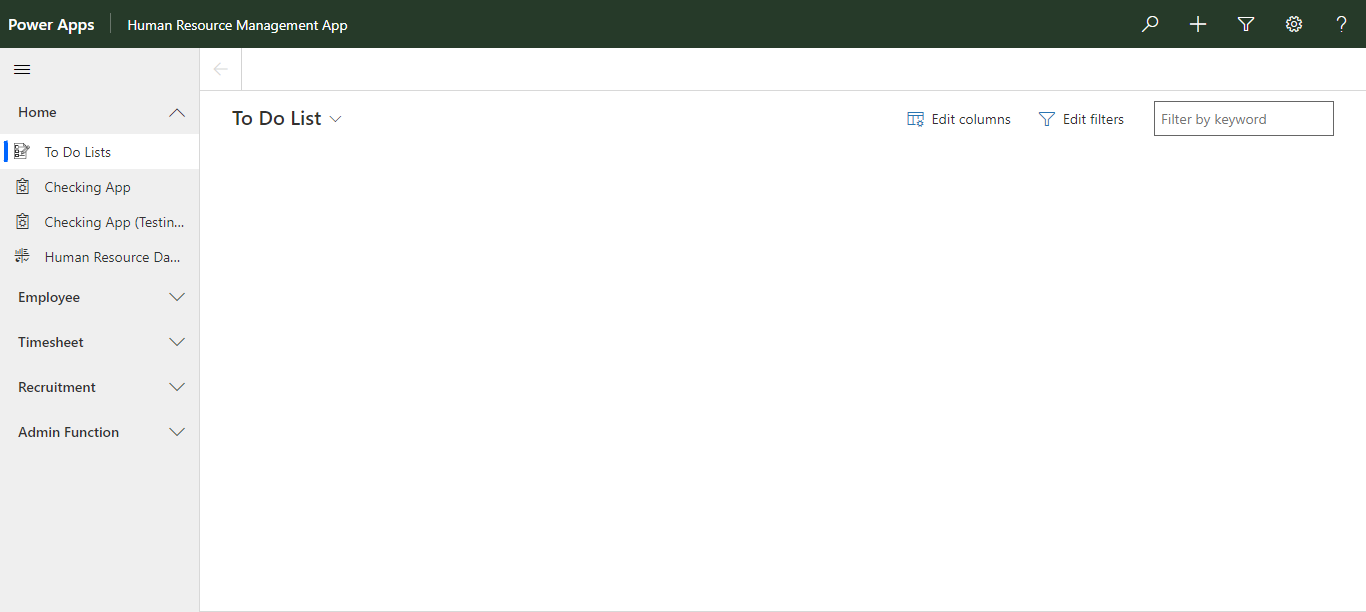 Power Apps
Human Resource Management App
Home
To Do Lists
Checking App
Checking App (Testin...
Human Resource Da...
Employee
Timesheet
Recruitment
Admin Function
To Do List
Edit columns
Edit filters
Filter by keyword